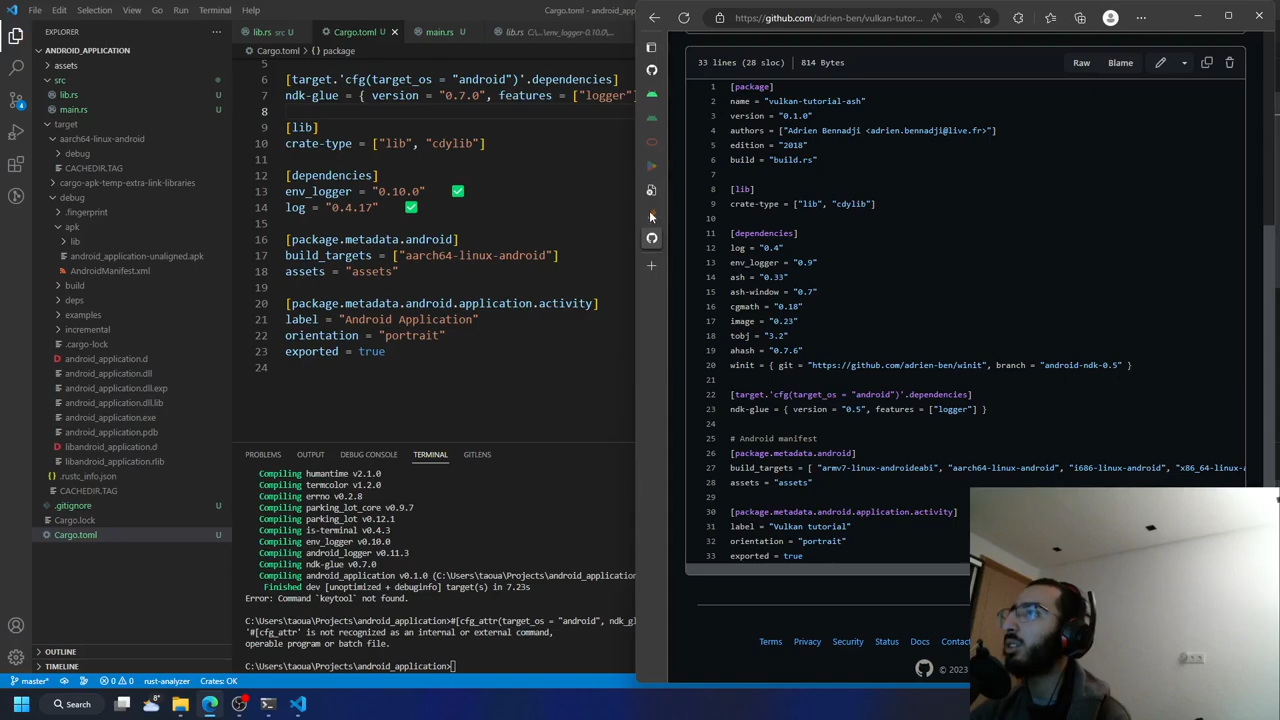 File Edit Selection View Go Run Terminal
Cargo.toml - android_ap
EXPLORER
ANDROID_APPLICATION
assets
src
lib.rs U
main.rs U
target
aarch64-linux-android
debug
CACHEDIR.TAG
cargo-apk-temp-extra-link-libraries
debug
.fingerprint
apk
lib
android_application-unaligned.apk
AndroidManifest.xml
build
deps
examples
incremental
.cargo-lock
android_application.d
android_application.dll
android_application.dll.exp
android_application.dll.lib
android_application.exe
android_application.pdb
libandroid_application.d
libandroid_application.rlib
.rustc_info.json
CACHEDIR.TAG
.gitignore U
Cargo.lock
Cargo.toml U
OUTLINE
TIMELINE
4
lib.rs src U
Cargo.toml U
main.rs U
lib.rs C:\...\env_logger-0.10.0\...
Cargo.toml > [ ] package
5
6 [target.'cfg(target_os = "android")'.dependencies]
7 ndk-glue = { version = "0.7.0", features = ["logger"]
8
9 [lib]
10 crate-type = ["lib", "cdylib"]
11
12 [dependencies]
13 env_logger = "0.10.0" ✅
14 log = "0.4.17" ✅
15
16 [package.metadata.android]
17 build_targets = ["aarch64-linux-android"]
18 assets = "assets"
19
20 [package.metadata.android.application.activity]
21 label = "Android Application"
22 orientation = "portrait"
23 exported = true
24
PROBLEMS OUTPUT DEBUG CONSOLE TERMINAL GITLENS
Compiling humantime v2.1.0
Compiling termcolor v1.2.0
Compiling errno v0.2.8
Compiling parking_lot_core v0.9.7
Compiling parking_lot v0.12.1
Compiling is-terminal v0.4.3
Compiling env_logger v0.10.0
Compiling android_logger v0.11.3
Compiling ndk-glue v0.7.0
Compiling android_application v0.1.0 (C:\Users\taoua\Projects\android_application
Finished dev [unoptimized + debuginfo] target(s) in 7.23s
Error: Command `keytool` not found.
C:\Users\taoua\Projects\android_application>#[cfg_attr(target_os = "android", ndk_gl
'#[cfg_attr' is not recognized as an internal or external command,
operable program or batch file.
C:\Users\taoua\Projects\android_application>
master* 0 0 rust-analyzer Crates: OK
Search
8°
https://github.com/adrien-ben/vulkan-tutor...
33 lines (28 sloc) | 814 Bytes
Raw Blame
1 [package]
2 name = "vulkan-tutorial-ash"
3 version = "0.1.0"
4 authors = ["Adrien Bennadji <adrien.bennadji@live.fr>"]
5 edition = "2018"
6 build = "build.rs"
7
8 [lib]
9 crate-type = ["lib", "cdylib"]
10
11 [dependencies]
12 log = "0.4"
13 env_logger = "0.9"
14 ash = "0.33"
15 ash-window = "0.7"
16 cgmath = "0.18"
17 image = "0.23"
18 tobj = "3.2"
19 ahash = "0.7.6"
20 winit = { git = "https://github.com/adrien-ben/winit", branch = "android-ndk-0.5" }
21
22 [target.'cfg(target_os = "android")'.dependencies]
23 ndk-glue = { version = "0.5", features = ["logger"] }
24
25 # Android manifest
26 [package.metadata.android]
27 build_targets = [ "armv7-linux-androideabi", "aarch64-linux-android", "i686-linux-android", "x86_64-linux-a
28 assets = "assets"
29
30 [package.metadata.android.application.activity]
31 label = "Vulkan tutorial"
32 orientation = "portrait"
33 exported = true
Terms Privacy Security Status Docs Contac
© 2023